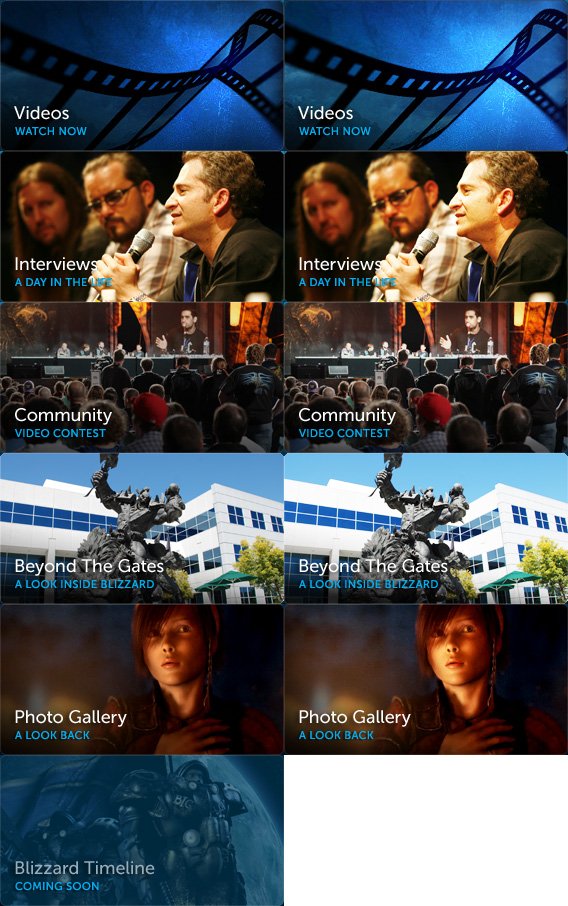 Videos
WATCH NOW
Videos
WATCH NOW
Interviews
A DAY IN THE LIFE
Interviews
A DAY IN THE LIFE
Community
VIDEO CONTEST
Community
VIDEO CONTEST
Beyond The Gates
A LOOK INSIDE BLIZZARD
Beyond The Gates
A LOOK INSIDE BLIZZARD
Photo Gallery
A LOOK BACK
Photo Gallery
A LOOK BACK
Blizzard Timeline
COMING SOON